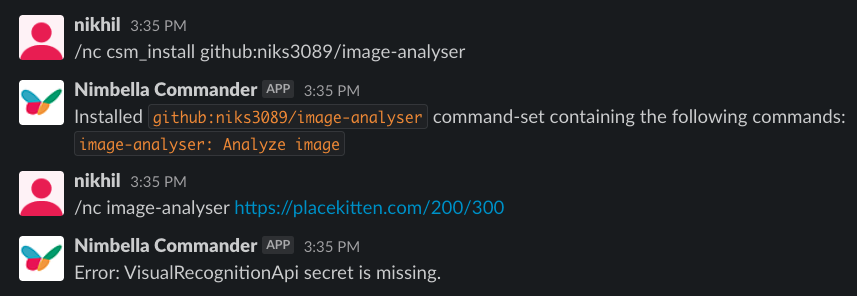 nikhil 3:35 PM
/nc csm_install github:niks3089/image-analyser
Nimbella Commander APP 3:35 PM
Installed github:niks3089/image-analyser command-set containing the following commands:
image-analyser: Analyze image
nikhil 3:35 PM
/nc image-analyser https://placekitten.com/200/300
Nimbella Commander APP 3:35 PM
Error: VisualRecognitionApi secret is missing.